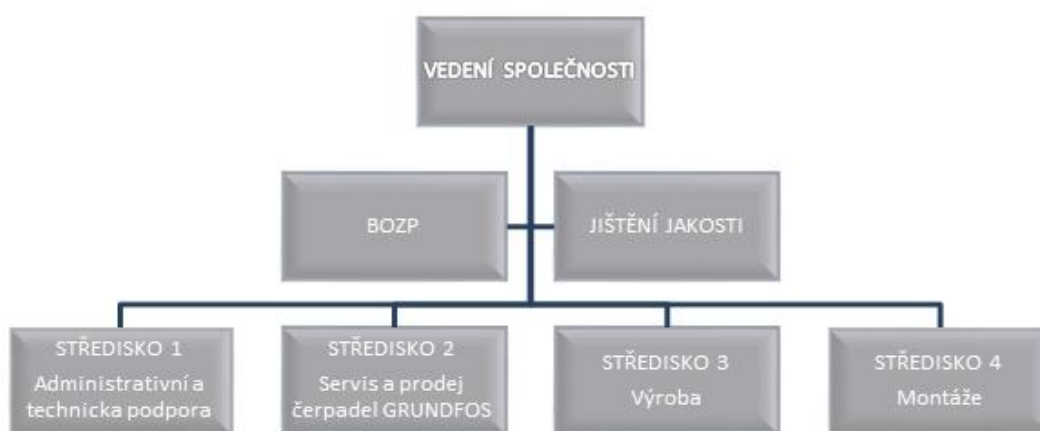 VEDENÍ SPOLEČNOSTI
BOZP
JIŠTĚNÍ JAKOSTI
STŘEDISKO 1
Administrativní a
technicka podpora
STŘEDISKO 2
Servis a prodej
čerpadel GRUNDFOS
STŘEDISKO 3
Výroba
STŘEDISKO 4
Montáže